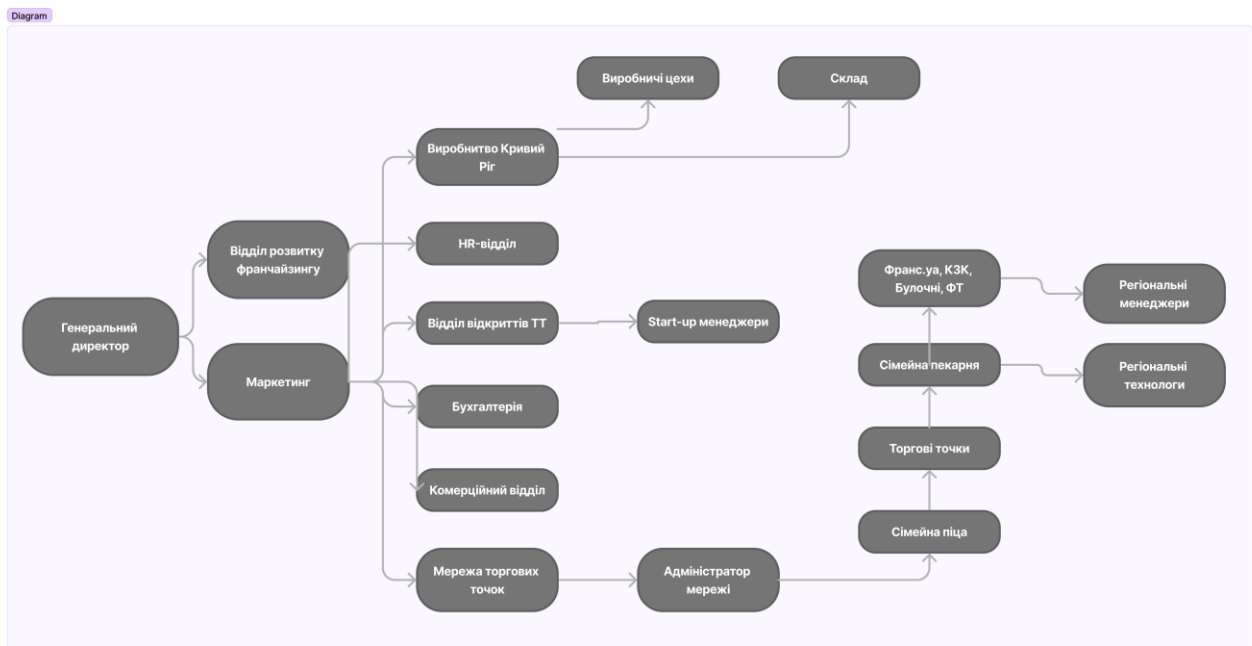 Diagram
Виробничі цехи
Склад
Виробнитво Кривий
Ріг
Відділ розвитку
франчайзингу
HR-відділ
Франс.уа, КЗК,
Булочні, ФТ
Регіональні
менеджери
Генеральний
директор
Відділ відкриттів ТТ
Start-up менеджери
Маркетинг
Сімейна пекарня
Регіональні
технологи
Бухгалтерія
Торгові точки
Комерційний відділ
Сімейна піца
Мережа торгових
точок
Адміністратор
мережі